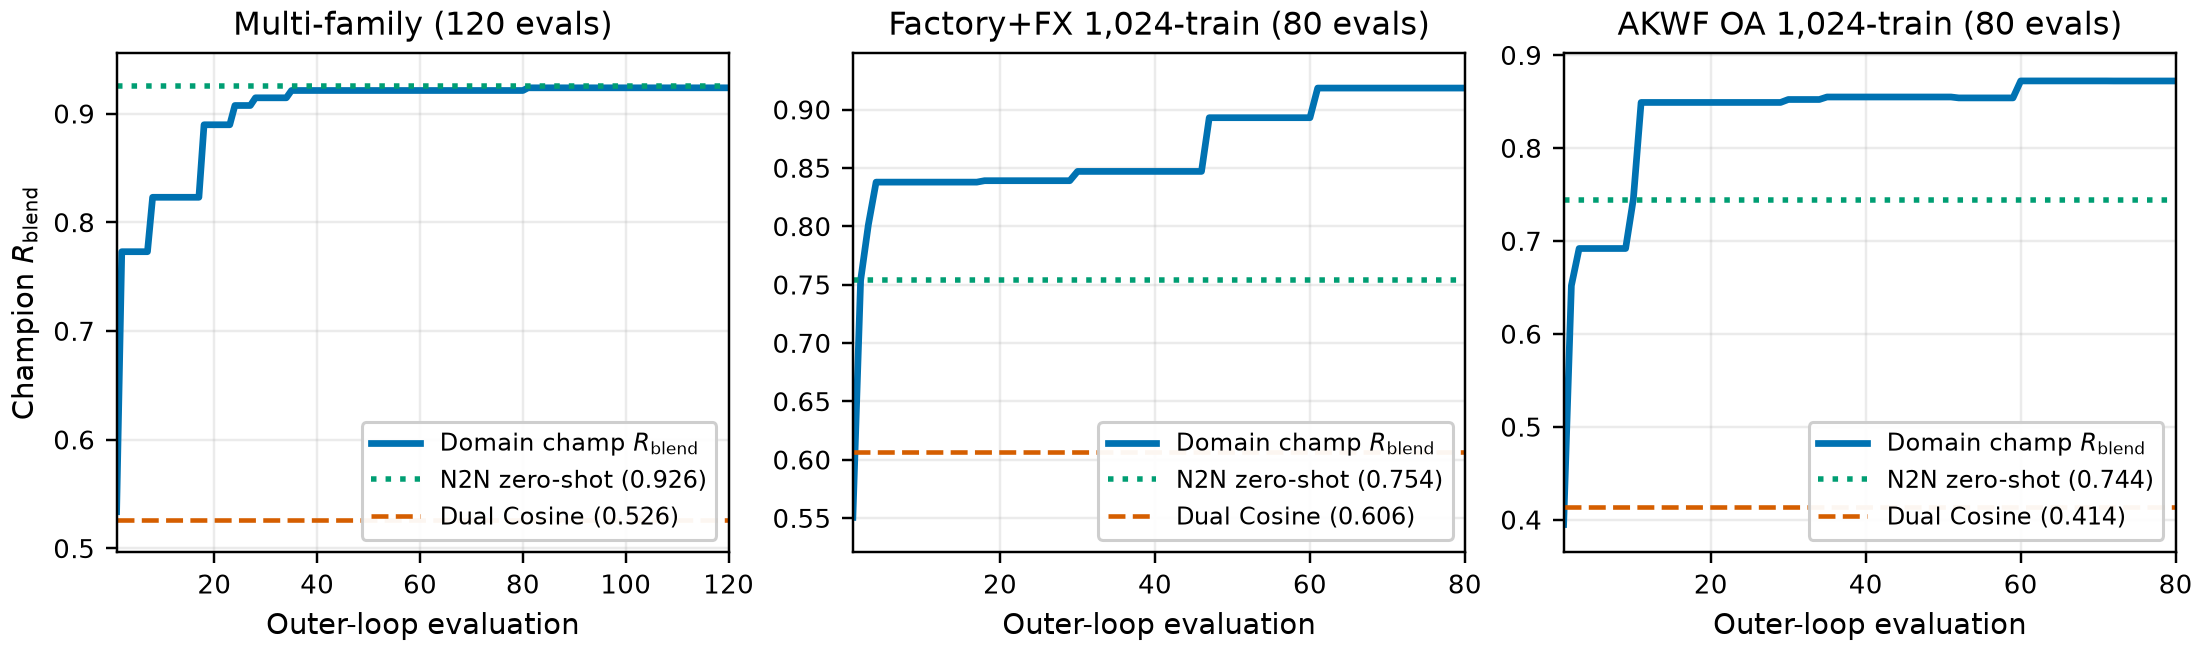 Multi-family (120 evals)
Champion R_blend
0.9
0.8
0.7
0.6
0.5
20 40 60 80 100 120
Outer-loop evaluation
Domain champ R_blend
N2N zero-shot (0.926)
Dual Cosine (0.526)
Factory+FX 1,024-train (80 evals)
0.90
0.85
0.80
0.75
0.70
0.65
0.60
0.55
20 40 60 80
Outer-loop evaluation
Domain champ R_blend
N2N zero-shot (0.754)
Dual Cosine (0.606)
AKWF OA 1,024-train (80 evals)
0.9
0.8
0.7
0.6
0.5
0.4
20 40 60 80
Outer-loop evaluation
Domain champ R_blend
N2N zero-shot (0.744)
Dual Cosine (0.414)